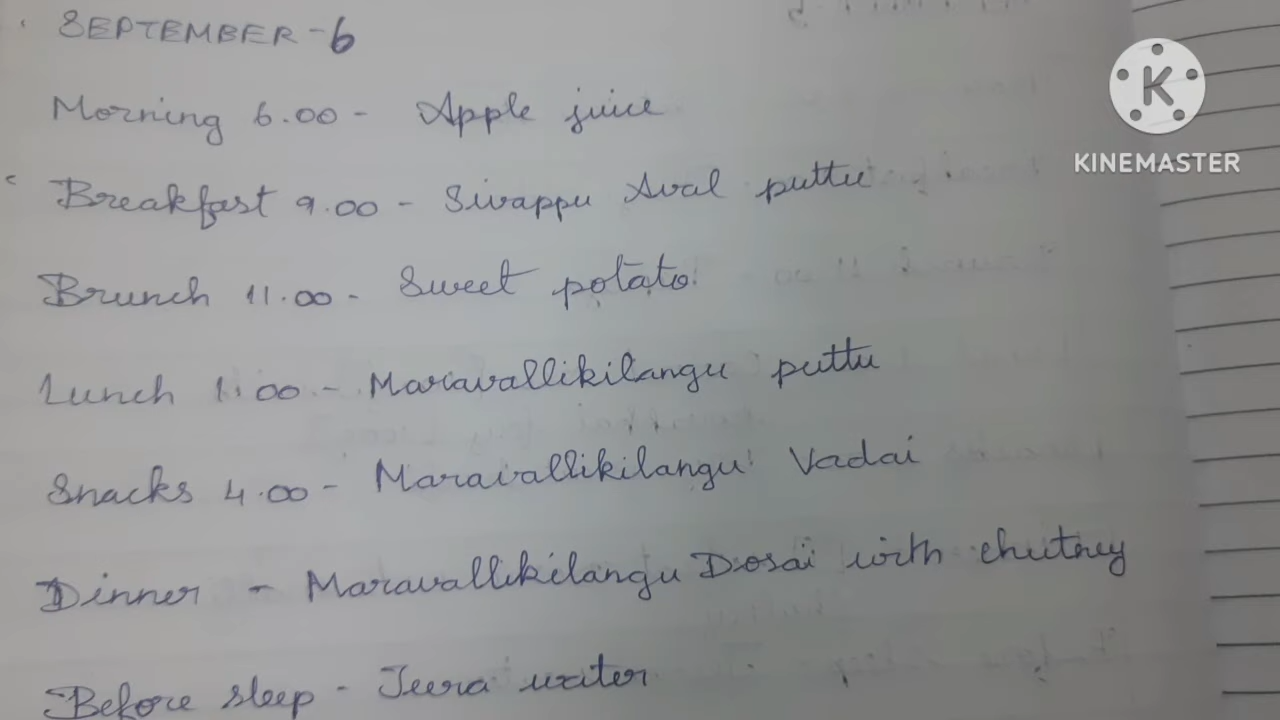 SEPTEMBER - 6
Morning 6.00 - Apple juice
Breakfast 9.00 - Sivappu Aval puttu
Brunch 11.00 - Sweet potato
Lunch 1.00 - Maravallikilangu puttu
Snacks 4.00 - Maravallikilangu Vadai
Dinner - Maravallikilangu Dosai with chutney
Before sleep - Jeera water
KINEMASTER